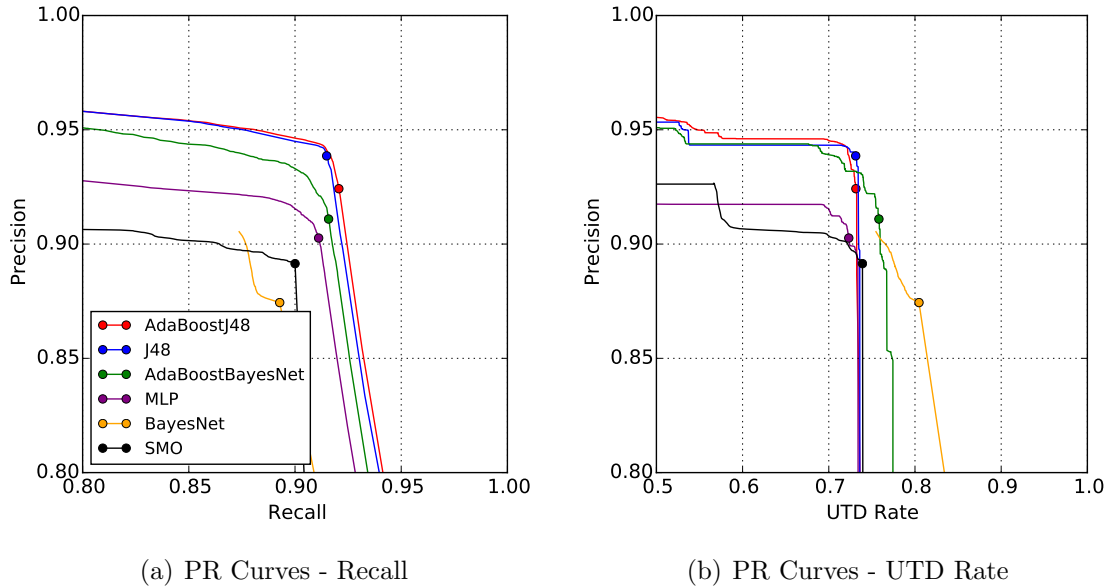 1.00
0.95
0.90
0.85
0.80
Precision
AdaBoostJ48
J48
AdaBoostBayesNet
MLP
BayesNet
SMO
0.80 0.85 0.90 0.95 1.00
Recall
(a) PR Curves - Recall
1.00
0.95
0.90
0.85
0.80
Precision
0.5 0.6 0.7 0.8 0.9 1.0
UTD Rate
(b) PR Curves - UTD Rate